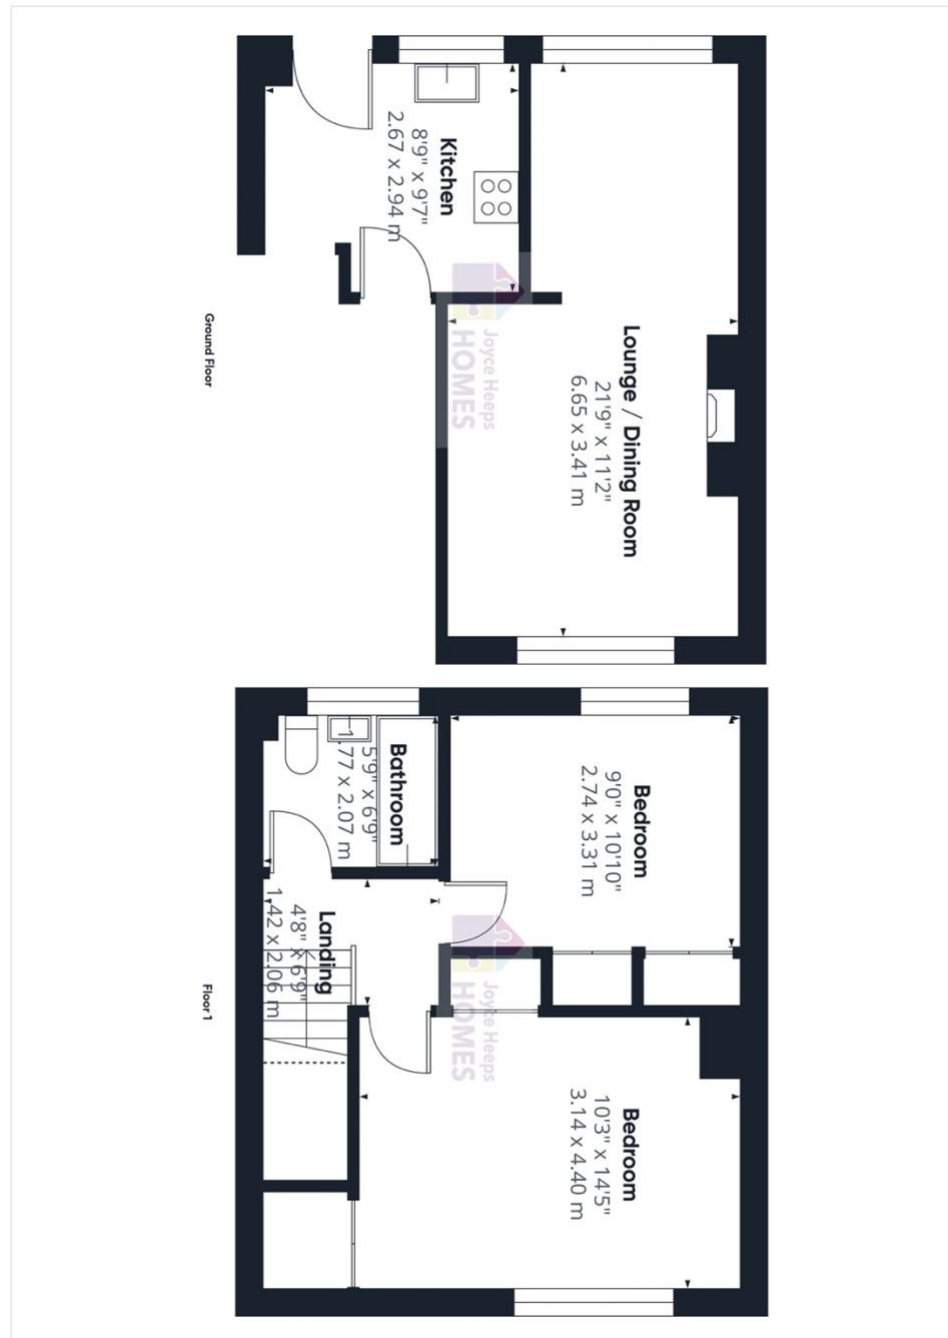 Kitchen
8'9" x 9'7"
2.67 x 2.94 m
Lounge / Dining Room
21'9" x 11'2"
6.65 x 3.41 m
Joyce Heeps
HOMES
Ground Floor
Bathroom
5'9" x 6'9"
1.77 x 2.07 m
Bedroom
9'0" x 10'10"
2.74 x 3.31 m
Landing
4'8" x 6'9"
1.42 x 2.06 m
Joyce Heeps
HOMES
Bedroom
10'3" x 14'5"
3.14 x 4.40 m
Floor 1